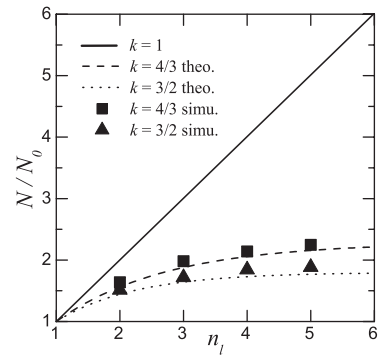 6
5
4
3
2
1
N / N₀
k = 1
k = 4/3 theo.
k = 3/2 theo.
k = 4/3 simu.
k = 3/2 simu.
1 2 3 4 5 6
nₗ